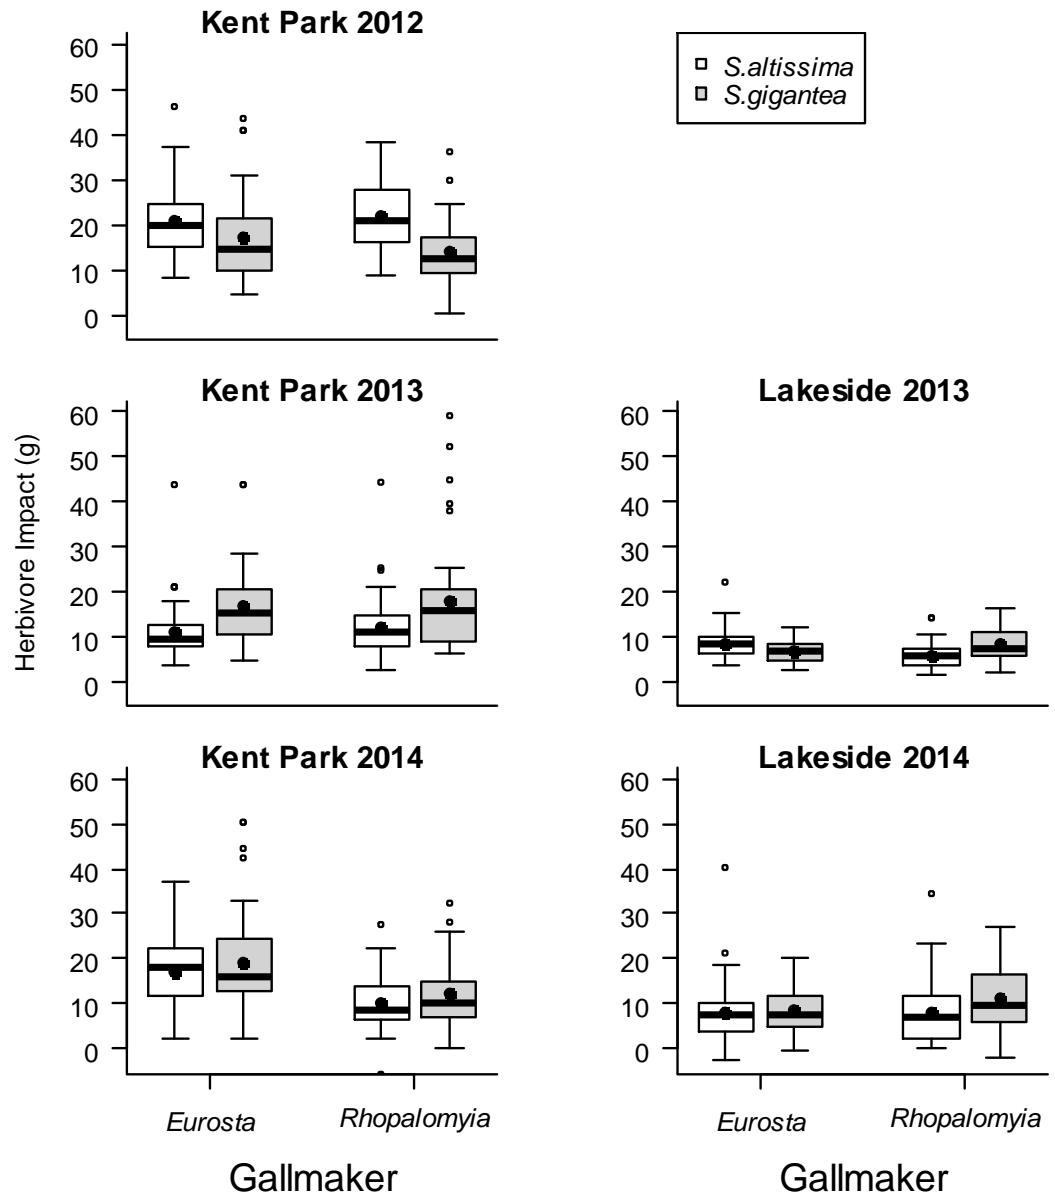 Kent Park 2012
60
50
40
30
20
10
0
S.altissima
S.gigantea
Herbivore Impact (g)
Kent Park 2013
60
50
40
30
20
10
0
Lakeside 2013
60
50
40
30
20
10
0
Kent Park 2014
60
50
40
30
20
10
0
Eurosta Rhopalomyia
Gallmaker
Lakeside 2014
60
50
40
30
20
10
0
Eurosta Rhopalomyia
Gallmaker